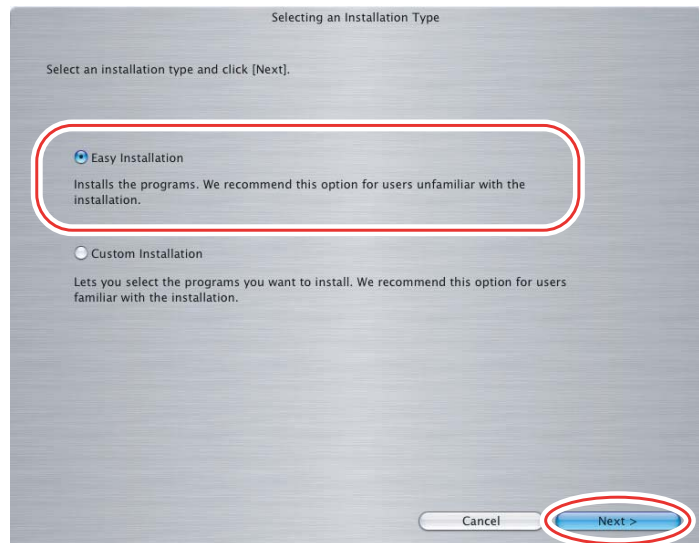 Selecting an Installation Type
Select an installation type and click [Next].
Easy Installation
Installs the programs. We recommend this option for users unfamiliar with the
installation.
Custom Installation
Lets you select the programs you want to install. We recommend this option for users
familiar with the installation.
Cancel
Next >